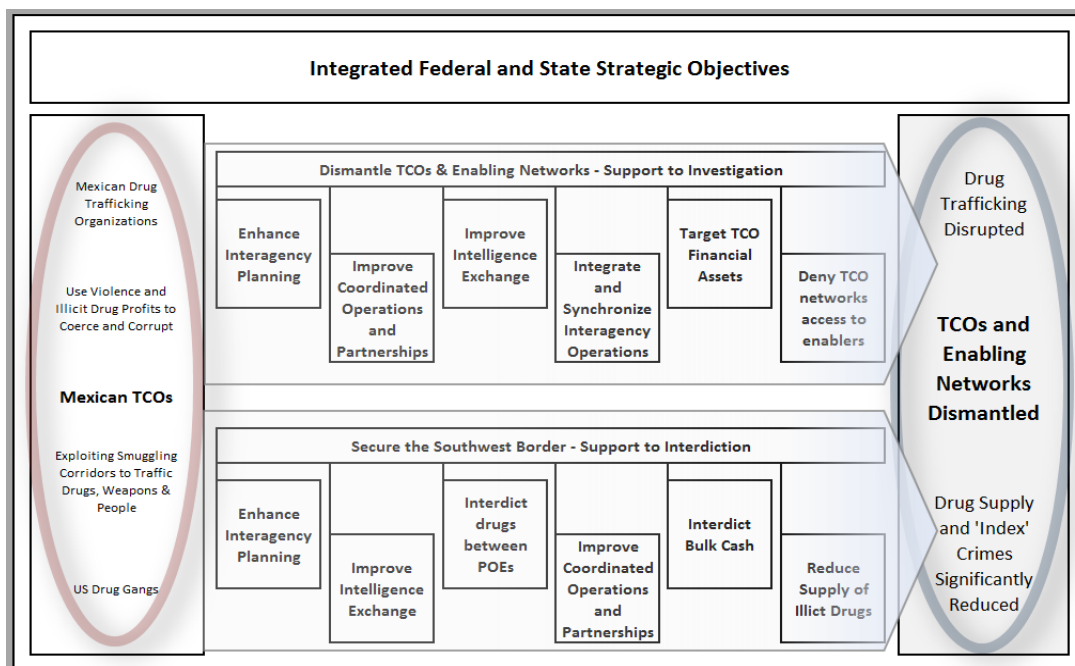 Integrated Federal and State Strategic Objectives
Mexican Drug
Trafficking
Organizations
Use Violence and
Illicit Drug Profits to
Coerce and Corrupt
Mexican TCOs
Exploiting Smuggling
Corridors to Traffic
Drugs, Weapons &
People
US Drug Gangs
Dismantle TCOs & Enabling Networks - Support to Investigation
Enhance
Interagency
Planning
Improve
Coordinated
Operations
and
Partnerships
Improve
Intelligence
Exchange
Integrate
and
Synchronize
Interagency
Operations
Target TCO
Financial
Assets
Deny TCO
networks
access to
enablers
Secure the Southwest Border - Support to Interdiction
Enhance
Interagency
Planning
Improve
Intelligence
Exchange
Interdict
drugs
between
POEs
Improve
Coordinated
Operations
and
Partnerships
Interdict
Bulk Cash
Reduce
Supply of
Illict Drugs
Drug
Trafficking
Disrupted
TCOs and
Enabling
Networks
Dismantled
Drug Supply
and 'Index'
Crimes
Significantly
Reduced